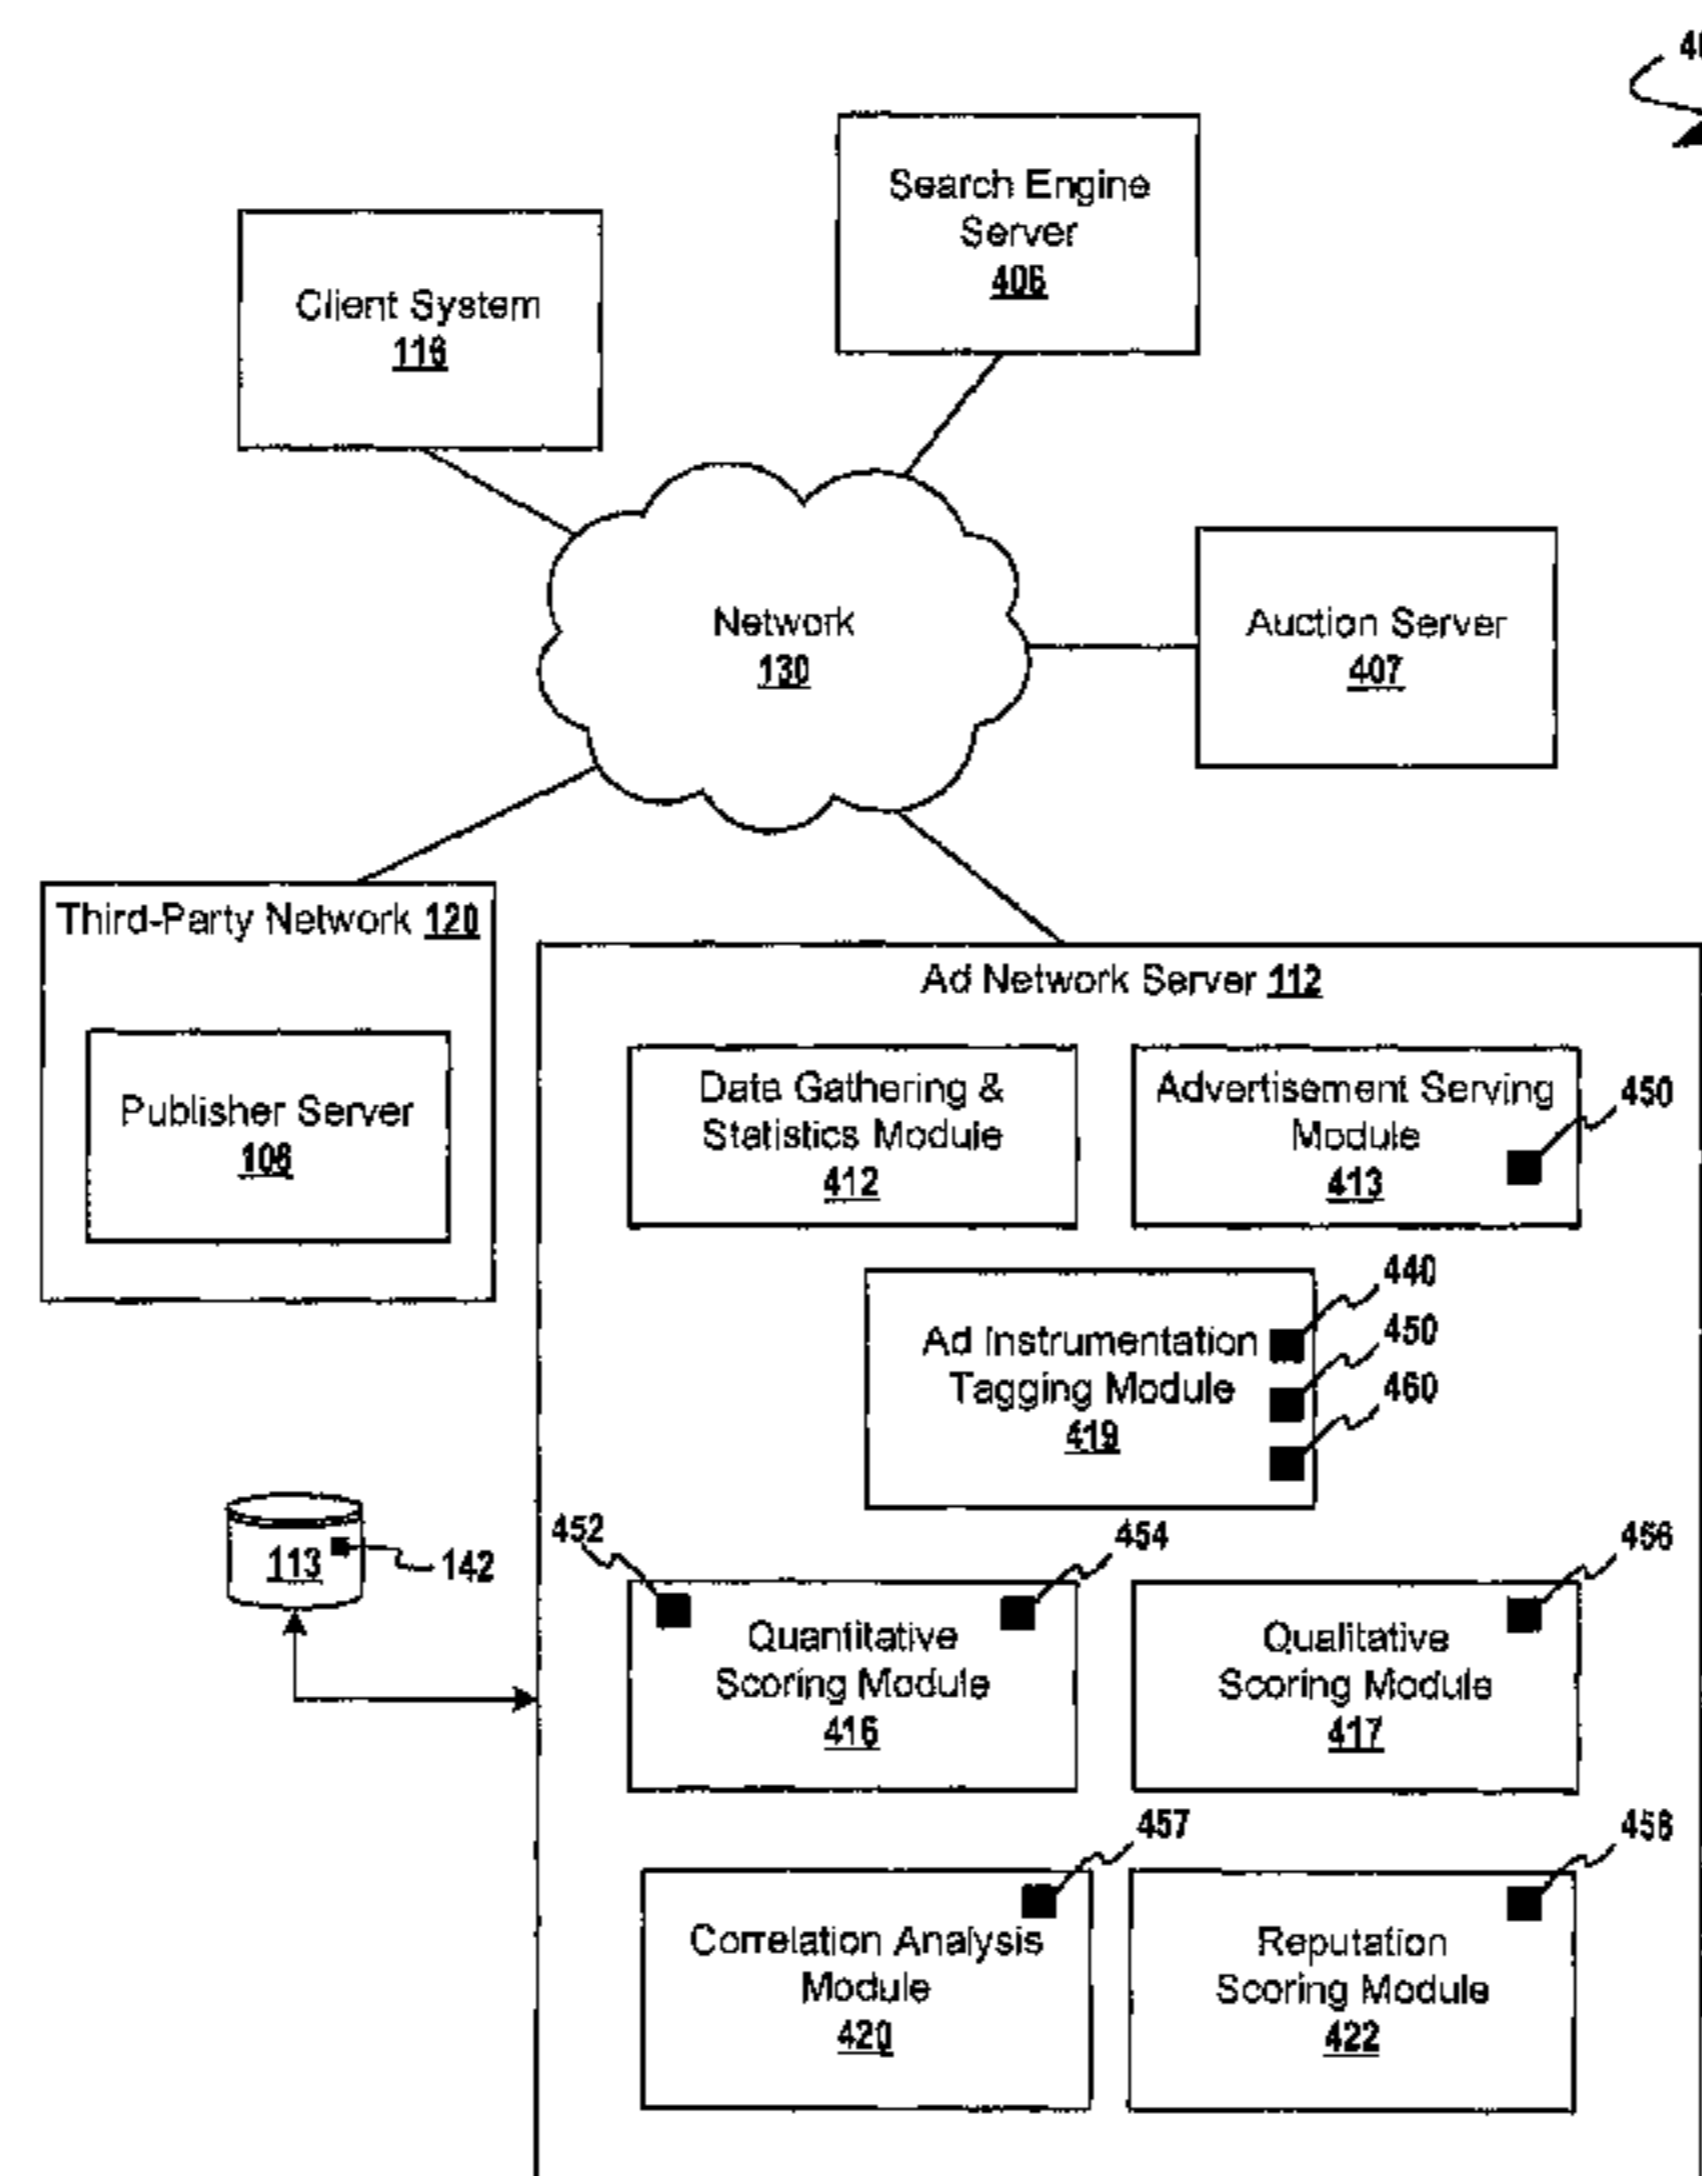 Search Engine
Server
406
Client System
116
Network
130
Auction Server
407
Third-Party Network 120
Publisher Server
106
Ad Network Server 112
Data Gathering &
Statistics Module
412
Advertisement Serving
Module
413
450
Ad Instrumentation
Tagging Module
419
440
450
460
113
142
452
454
Quantitative
Scoring Module
416
456
Qualitative
Scoring Module
417
457
Correlation Analysis
Module
420
458
Reputation
Scoring Module
422